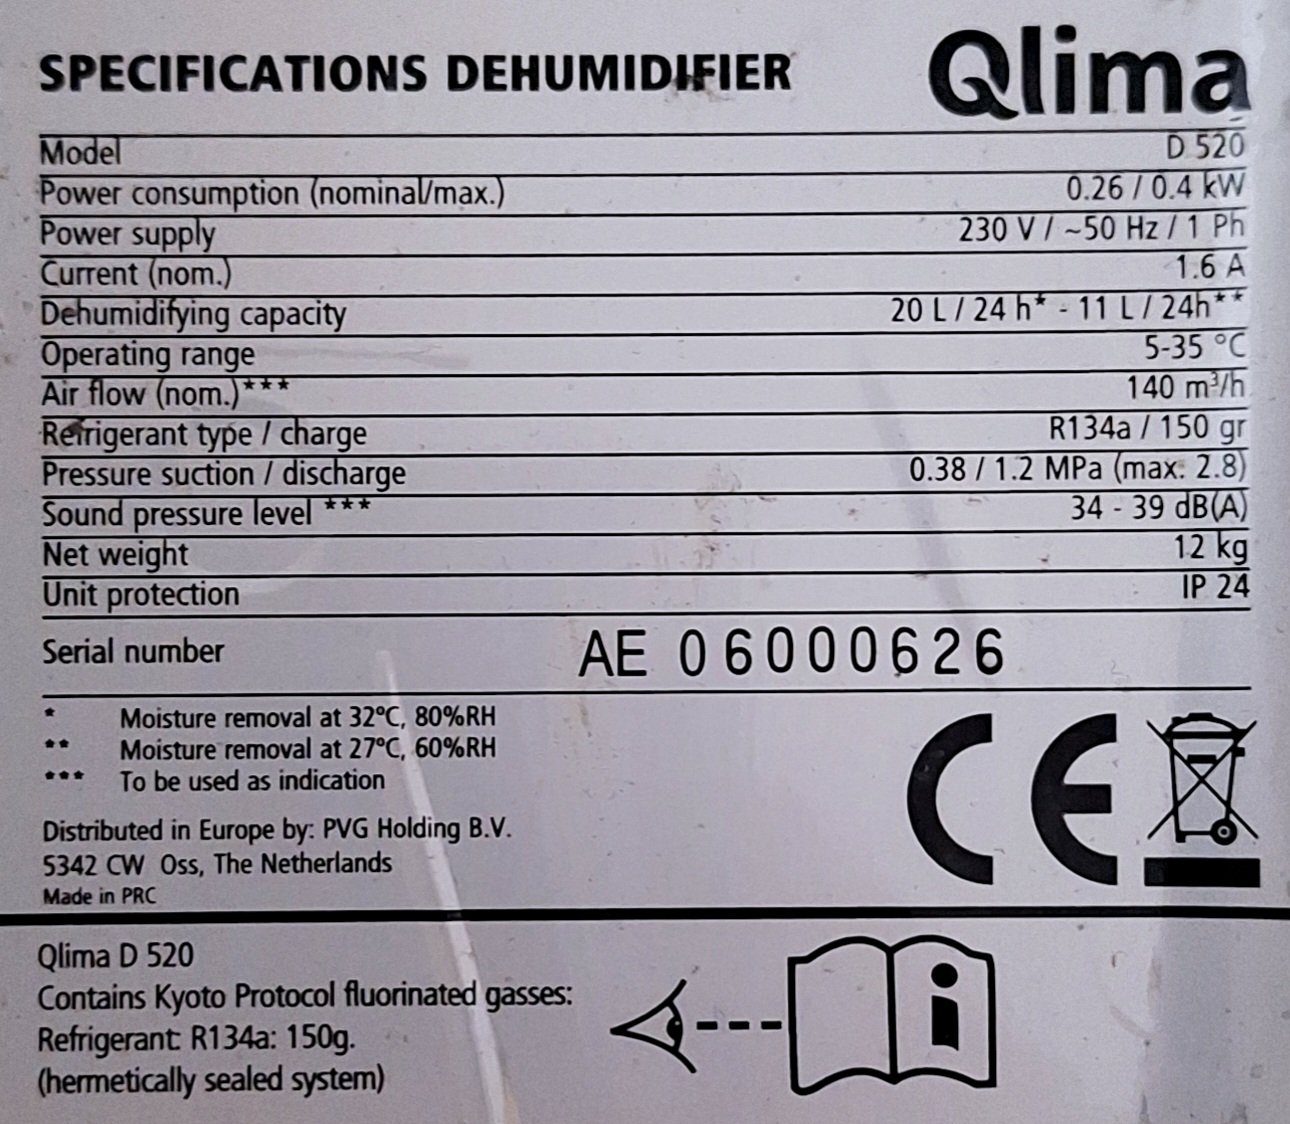 SPECIFICATIONS DEHUMIDIFIER Qlima
Model D 520
Power consumption (nominal/max.) 0.26 / 0.4 kW
Power supply 230 V / ~50 Hz / 1 Ph
Current (nom.) 1.6 A
Dehumidifying capacity 20 L / 24 h* - 11 L / 24h**
Operating range 5-35 °C
Air flow (nom.)*** 140 m³/h
Refrigerant type / charge R134a / 150 gr
Pressure suction / discharge 0.38 / 1.2 MPa (max. 2.8)
Sound pressure level *** 34 - 39 dB(A)
Net weight 12 kg
Unit protection IP 24
Serial number AE 06000626
* Moisture removal at 32°C, 80%RH
** Moisture removal at 27°C, 60%RH
*** To be used as indication
CE
Distributed in Europe by: PVG Holding B.V.
5342 CW Oss, The Netherlands
Made in PRC
Qlima D 520
Contains Kyoto Protocol fluorinated gasses:
Refrigerant: R134a: 150g.
(hermetically sealed system)
i